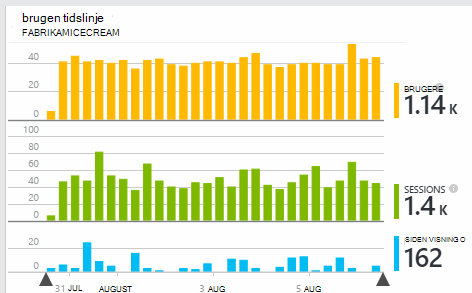 brugen tidslinje
FABRIKAMICECREAM
40
20
0
BRUGERE
1.14 K
100
80
60
40
20
0
SESSIONS
1.4 K
20
0
SIDEN VISNING O
162
31 JUL
AUGUST
3 AUG
5 AUG